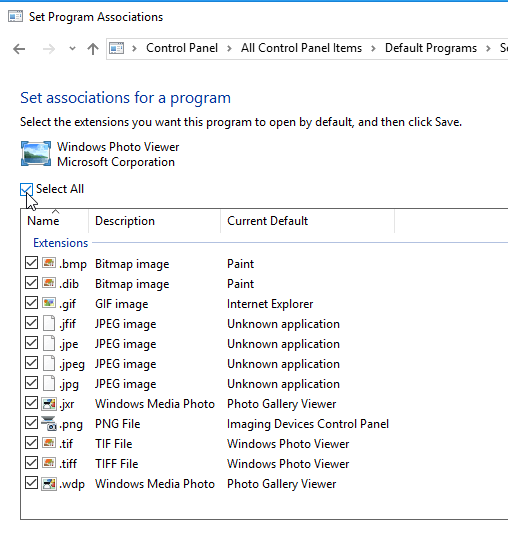 Set Program Associations
Control Panel > All Control Panel Items > Default Programs >
Set associations for a program
Select the extensions you want this program to open by default, and then click Save.
Windows Photo Viewer
Microsoft Corporation
Select All
Name Description Current Default
Extensions
.bmp Bitmap image Paint
.dib Bitmap image Paint
.gif GIF image Internet Explorer
.jfif JPEG image Unknown application
.jpe JPEG image Unknown application
.jpeg JPEG image Unknown application
.jpg JPEG image Unknown application
.jxr Windows Media Photo Photo Gallery Viewer
.png PNG File Imaging Devices Control Panel
.tif TIF File Windows Photo Viewer
.tiff TIFF File Windows Photo Viewer
.wdp Windows Media Photo Photo Gallery Viewer